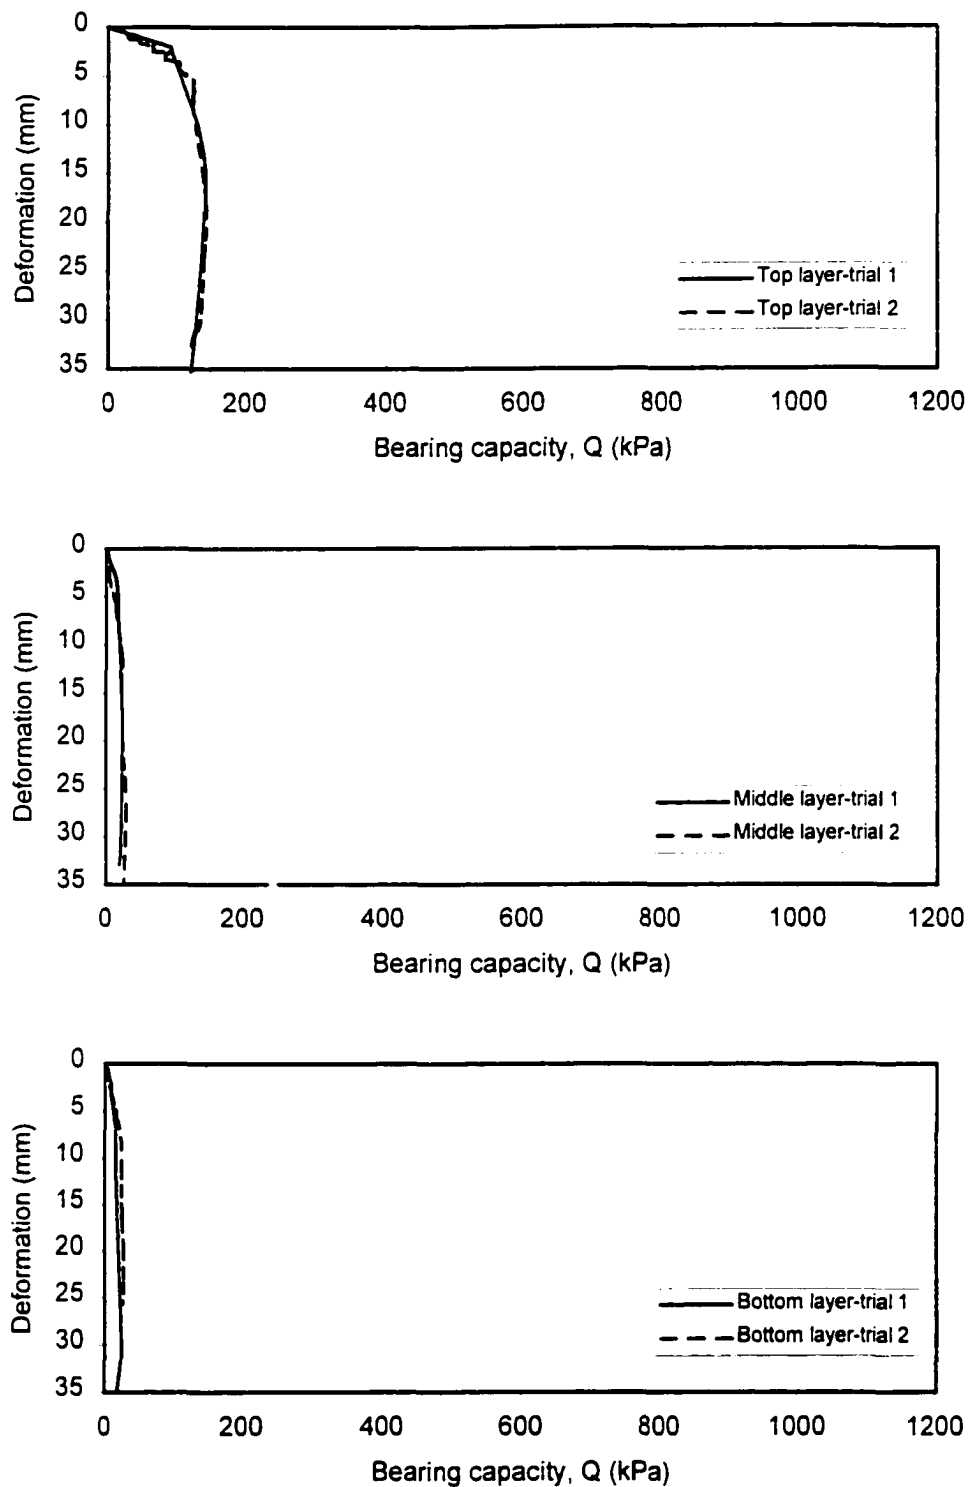 0
5
10
15
20
25
30
35
Deformation (mm)
Top layer-trial 1
Top layer-trial 2
0 200 400 600 800 1000 1200
Bearing capacity, Q (kPa)
0
5
10
15
20
25
30
35
Deformation (mm)
Middle layer-trial 1
Middle layer-trial 2
0 200 400 600 800 1000 1200
Bearing capacity, Q (kPa)
0
5
10
15
20
25
30
35
Deformation (mm)
Bottom layer-trial 1
Bottom layer-trial 2
0 200 400 600 800 1000 1200
Bearing capacity, Q (kPa)